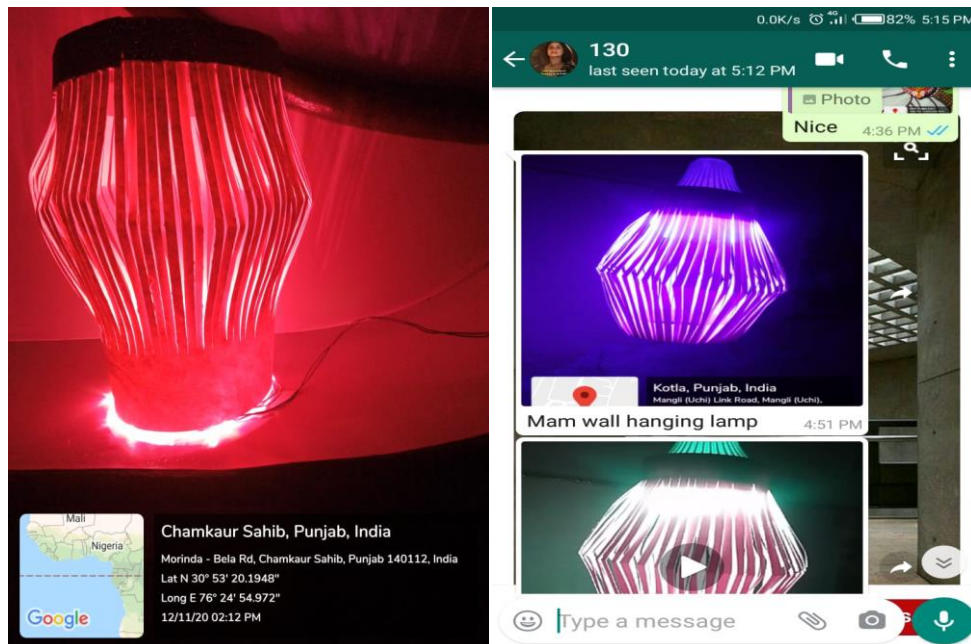 Mali
Nigeria
Google
Chamkaur Sahib, Punjab, India
Morinda - Bela Rd, Chamkaur Sahib, Punjab 140112, India
Lat N 30° 53' 20.1948"
Long E 76° 24' 54.972"
12/11/20 02:12 PM
0.0K/s 4G 82% 5:15 PM
130
last seen today at 5:12 PM
Photo
Nice 4:36 PM
Kotla, Punjab, India
Mangli (Uchi) Link Road, Mangli (Uchi),
Mam wall hanging lamp 4:51 PM
Type a message